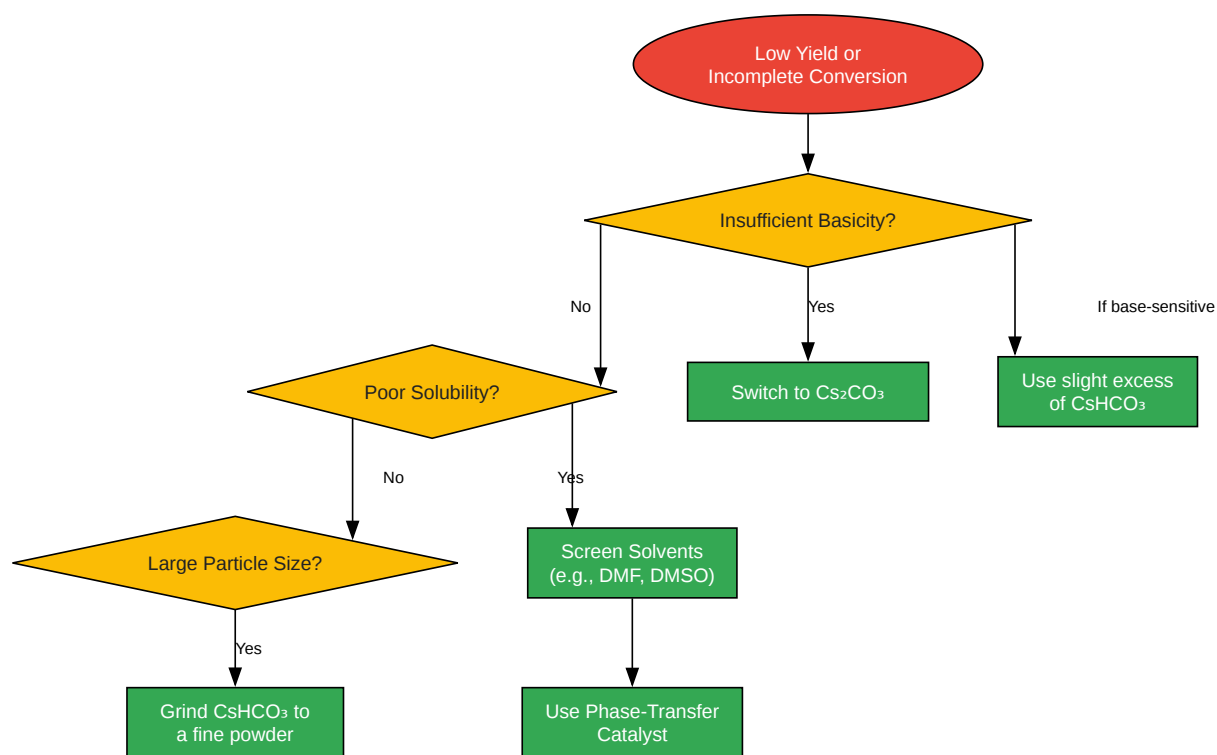 Low Yield or
Incomplete Conversion
Insufficient Basicity?
No
Yes
If base-sensitive
Poor Solubility?
Switch to Cs₂CO₃
Use slight excess
of CsHCO₃
No
Yes
Large Particle Size?
Screen Solvents
(e.g., DMF, DMSO)
Yes
Grind CsHCO₃ to
a fine powder
Use Phase-Transfer
Catalyst